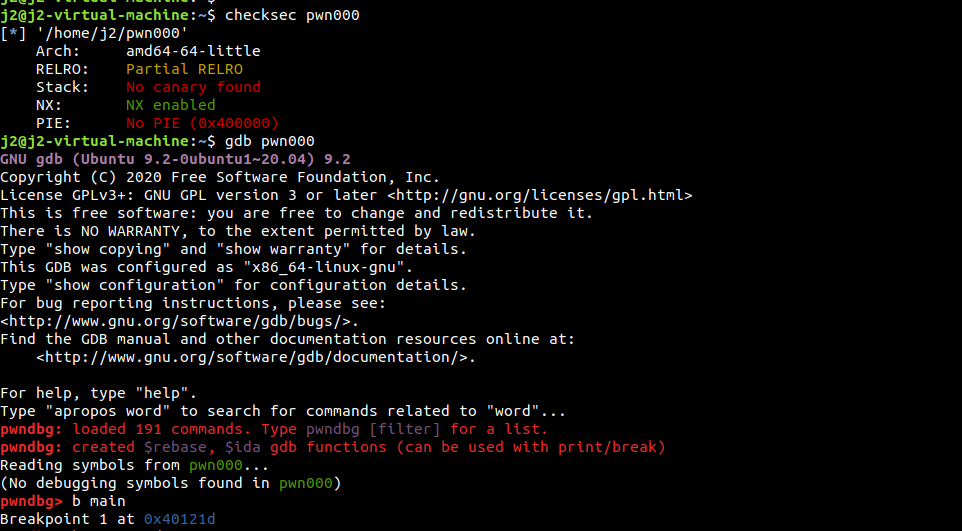 j2@j2-virtual-machine:~$
j2@j2-virtual-machine:~$ checksec pwn000
[*] '/home/j2/pwn000'
    Arch:     amd64-64-little
    RELRO:    Partial RELRO
    Stack:    No canary found
    NX:       NX enabled
    PIE:      No PIE (0x400000)
j2@j2-virtual-machine:~$ gdb pwn000
GNU gdb (Ubuntu 9.2-0ubuntu1~20.04) 9.2
Copyright (C) 2020 Free Software Foundation, Inc.
License GPLv3+: GNU GPL version 3 or later <http://gnu.org/licenses/gpl.html>
This is free software: you are free to change and redistribute it.
There is NO WARRANTY, to the extent permitted by law.
Type "show copying" and "show warranty" for details.
This GDB was configured as "x86_64-linux-gnu".
Type "show configuration" for configuration details.
For bug reporting instructions, please see:
<http://www.gnu.org/software/gdb/bugs/>.
Find the GDB manual and other documentation resources online at:
    <http://www.gnu.org/software/gdb/documentation/>.
For help, type "help".
Type "apropos word" to search for commands related to "word"...
pwndbg: loaded 191 commands. Type pwndbg [filter] for a list.
pwndbg: created $rebase, $ida gdb functions (can be used with print/break)
Reading symbols from pwn000...
(No debugging symbols found in pwn000)
pwndbg> b main
Breakpoint 1 at 0x40121d